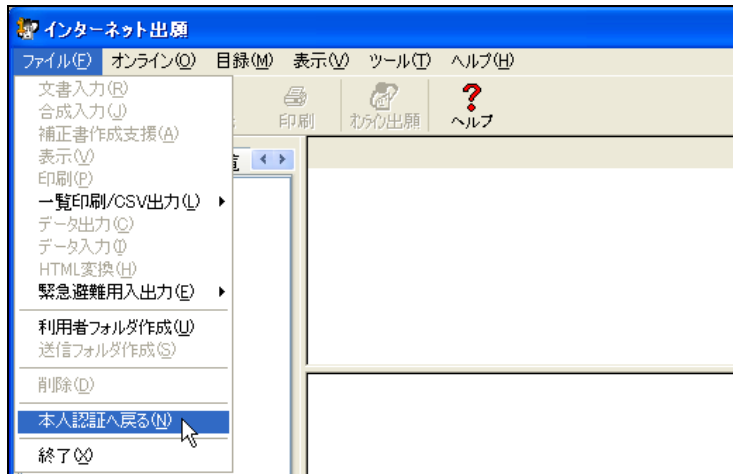 インターネット出願
ファイル(F) オンライン(O) 目録(M) 表示(V) ツール(T) ヘルプ(H)
文書入力(R)
合成入力(J)
補正書作成支援(A)
表示(V)
印刷(P)
一覧印刷/CSV出力(L)
データ出力(C)
データ入力(I)
HTML変換(H)
緊急避難用入出力(E)
利用者フォルダ作成(U)
送信フォルダ作成(S)
削除(D)
本人認証へ戻る(N)
終了(X)
印刷 オンライン出願 ヘルプ